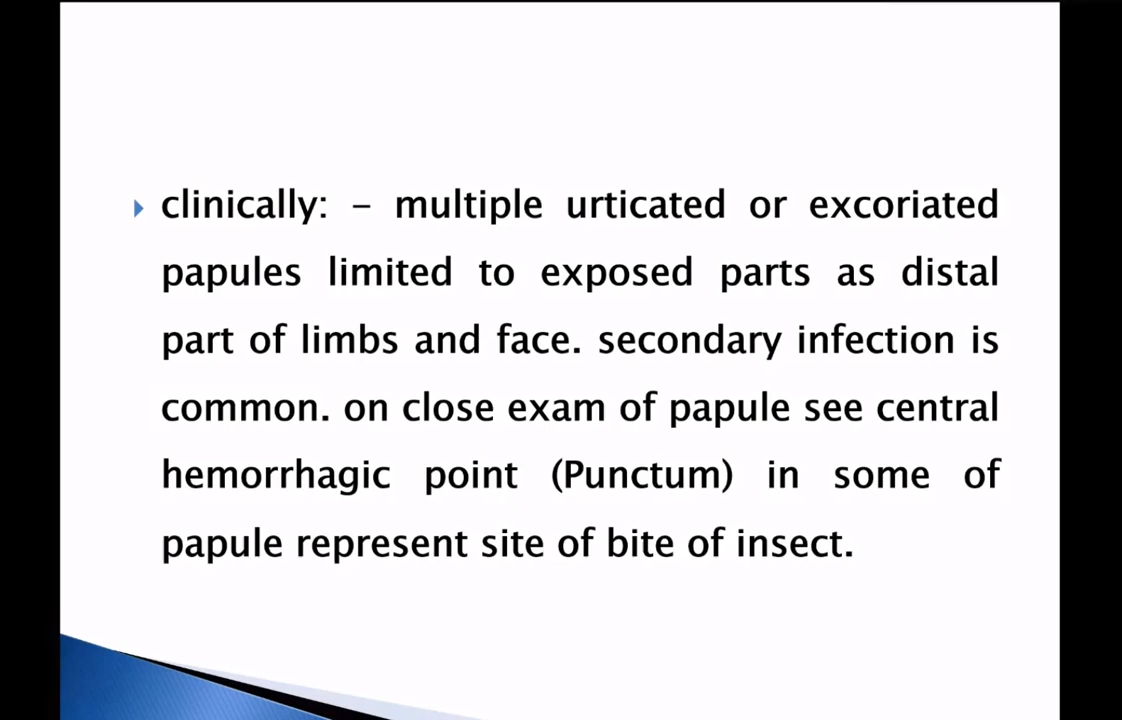 clinically: - multiple urticated or excoriated
papules limited to exposed parts as distal
part of limbs and face. secondary infection is
common. on close exam of papule see central
hemorrhagic point (Punctum) in some of
papule represent site of bite of insect.